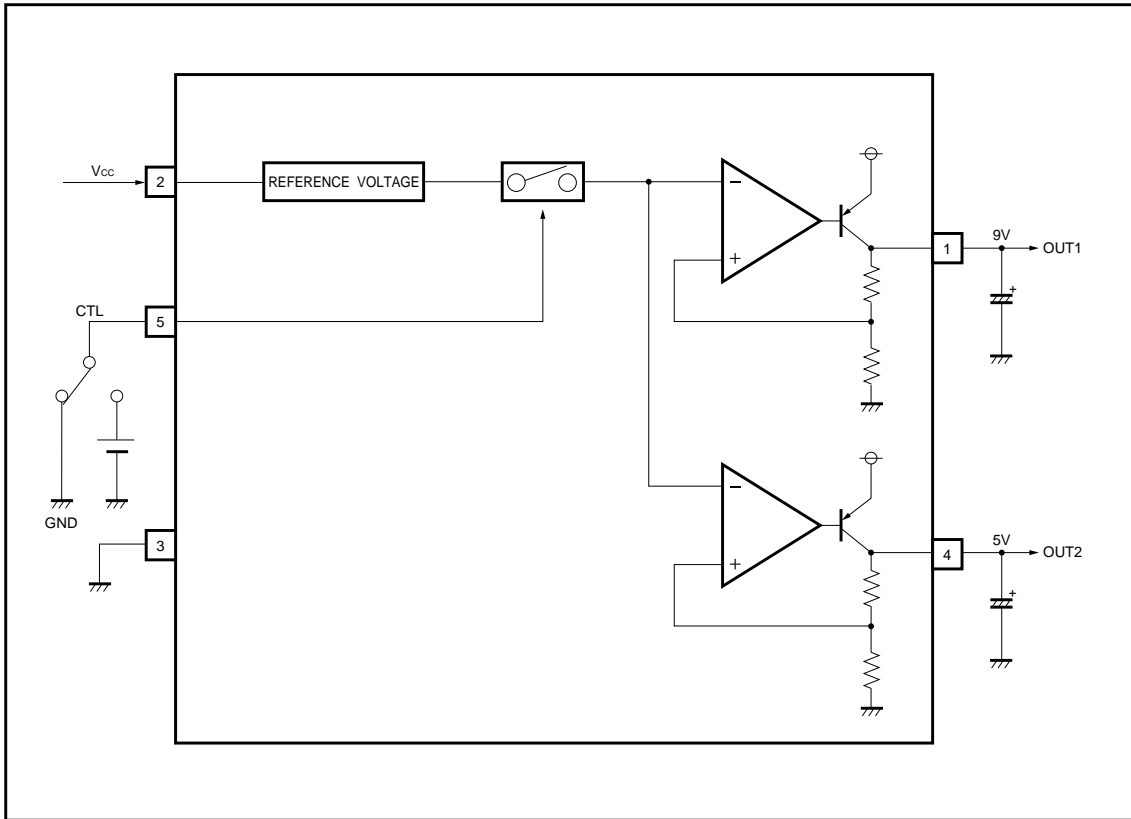 Vcc
2
REFERENCE VOLTAGE
−
+
1
9V
OUT1
+
CTL
5
GND
3
−
+
4
5V
OUT2
+